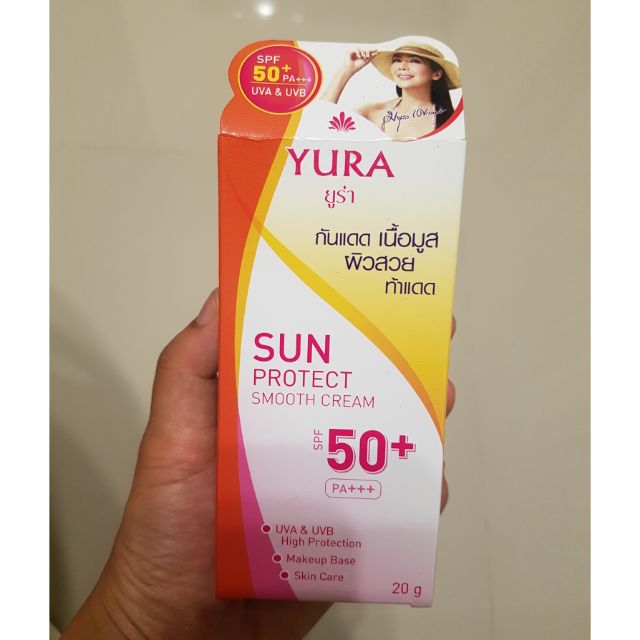 SPF
50+
PA+++
UVA & UVB
YURA
ยูร่า
กันแดด เนื้อมูส
ผิวสวย
ท้าแดด
SUN
PROTECT
SMOOTH CREAM
SPF
50+
PA+++
UVA & UVB
High Protection
Makeup Base
Skin Care
20 g